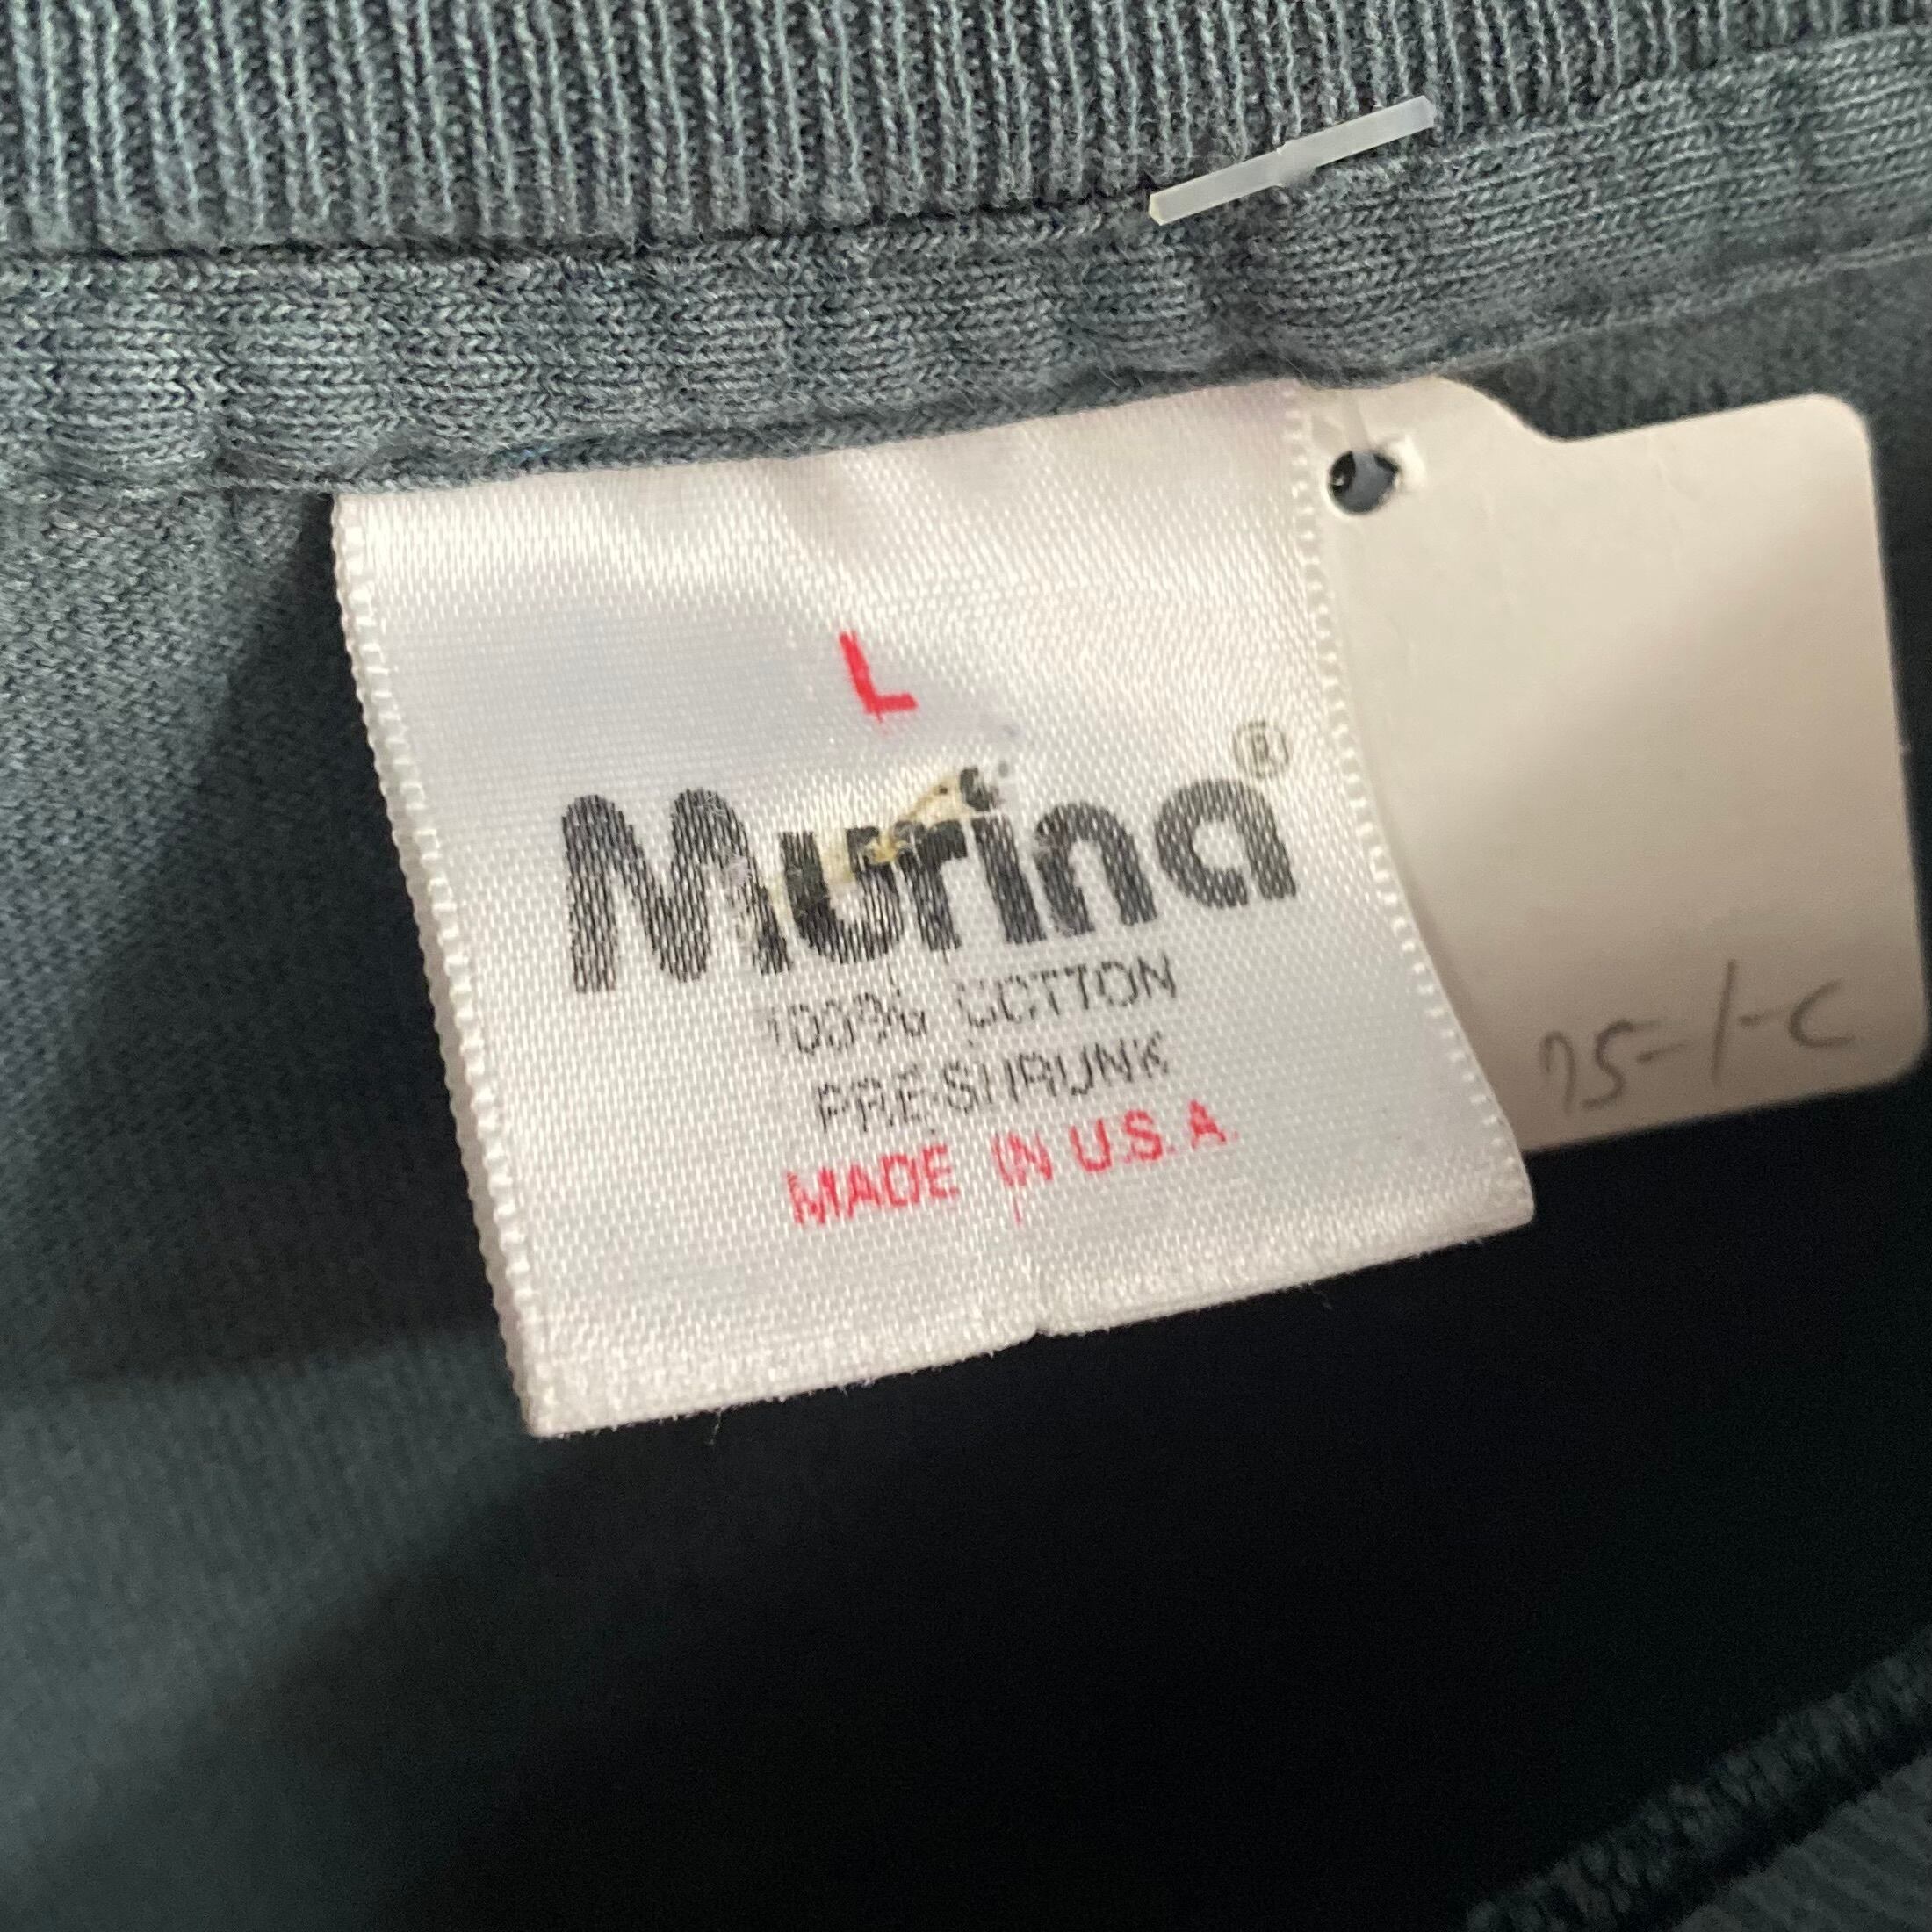 L
Murina®
100% COTTON
PRESHRUNK
MADE IN U.S.A.
75-1-C